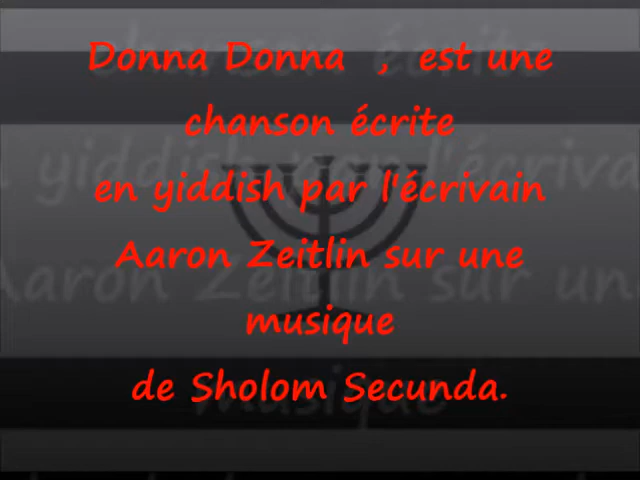 Donna Donna , est une
chanson écrite
en yiddish par l'écrivain
Aaron Zeitlin sur une
musique
de Sholom Secunda.